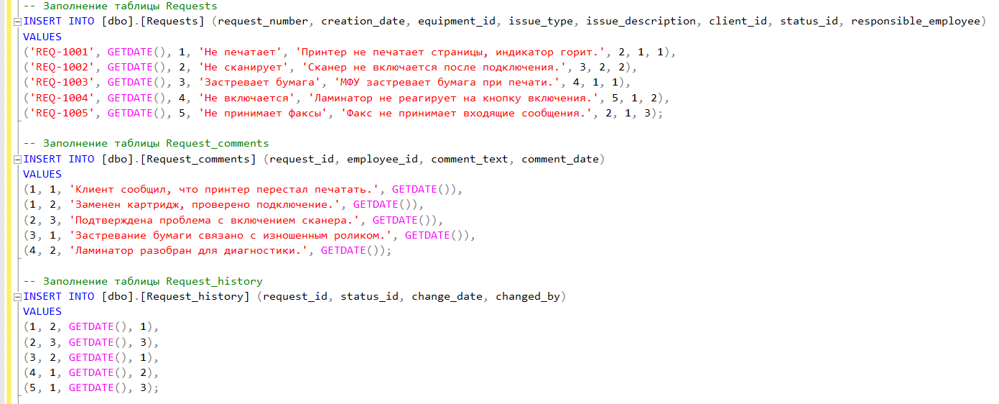 -- Заполнение таблицы Requests
INSERT INTO [dbo].[Requests] (request_number, creation_date, equipment_id, issue_type, issue_description, client_id, status_id, responsible_employee)
VALUES
('REQ-1001', GETDATE(), 1, 'Не печатает', 'Принтер не печатает страницы, индикатор горит.', 2, 1, 1),
('REQ-1002', GETDATE(), 2, 'Не сканирует', 'Сканер не включается после подключения.', 3, 2, 2),
('REQ-1003', GETDATE(), 3, 'Застревает бумага', 'МФУ застревает бумага при печати.', 4, 1, 1),
('REQ-1004', GETDATE(), 4, 'Не включается', 'Ламинатор не реагирует на кнопку включения.', 5, 1, 2),
('REQ-1005', GETDATE(), 5, 'Не принимает факсы', 'Факс не принимает входящие сообщения.', 2, 1, 3);
-- Заполнение таблицы Request_comments
INSERT INTO [dbo].[Request_comments] (request_id, employee_id, comment_text, comment_date)
VALUES
(1, 1, 'Клиент сообщил, что принтер перестал печатать.', GETDATE()),
(1, 2, 'Заменен картридж, проверено подключение.', GETDATE()),
(2, 3, 'Подтверждена проблема с включением сканера.', GETDATE()),
(3, 1, 'Застревание бумаги связано с изношенным роликом.', GETDATE()),
(4, 2, 'Ламинатор разобран для диагностики.', GETDATE());
-- Заполнение таблицы Request_history
INSERT INTO [dbo].[Request_history] (request_id, status_id, change_date, changed_by)
VALUES
(1, 2, GETDATE(), 1),
(2, 3, GETDATE(), 3),
(3, 2, GETDATE(), 1),
(4, 1, GETDATE(), 2),
(5, 1, GETDATE(), 3);